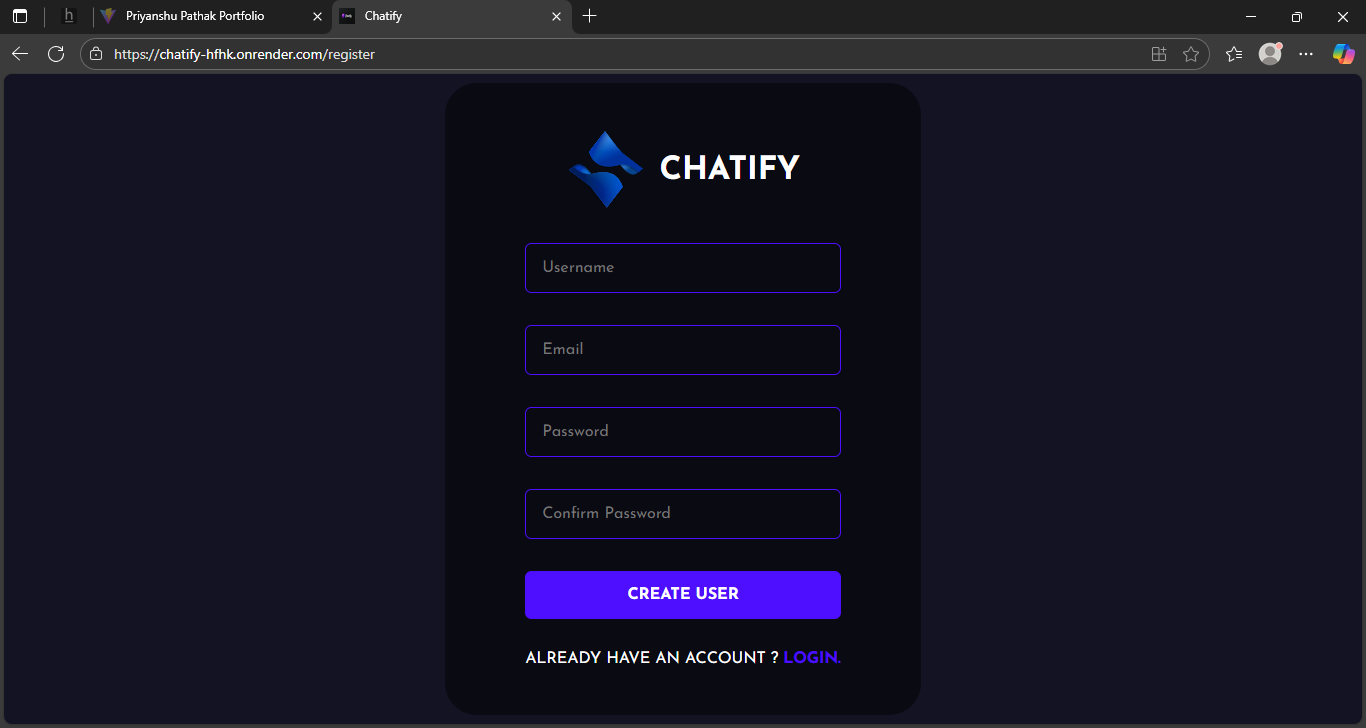 h
Priyanshu Pathak Portfolio
Chatify
https://chatify-hfhk.onrender.com/register
CHATIFY
Username
Email
Password
Confirm Password
CREATE USER
ALREADY HAVE AN ACCOUNT ? LOGIN.